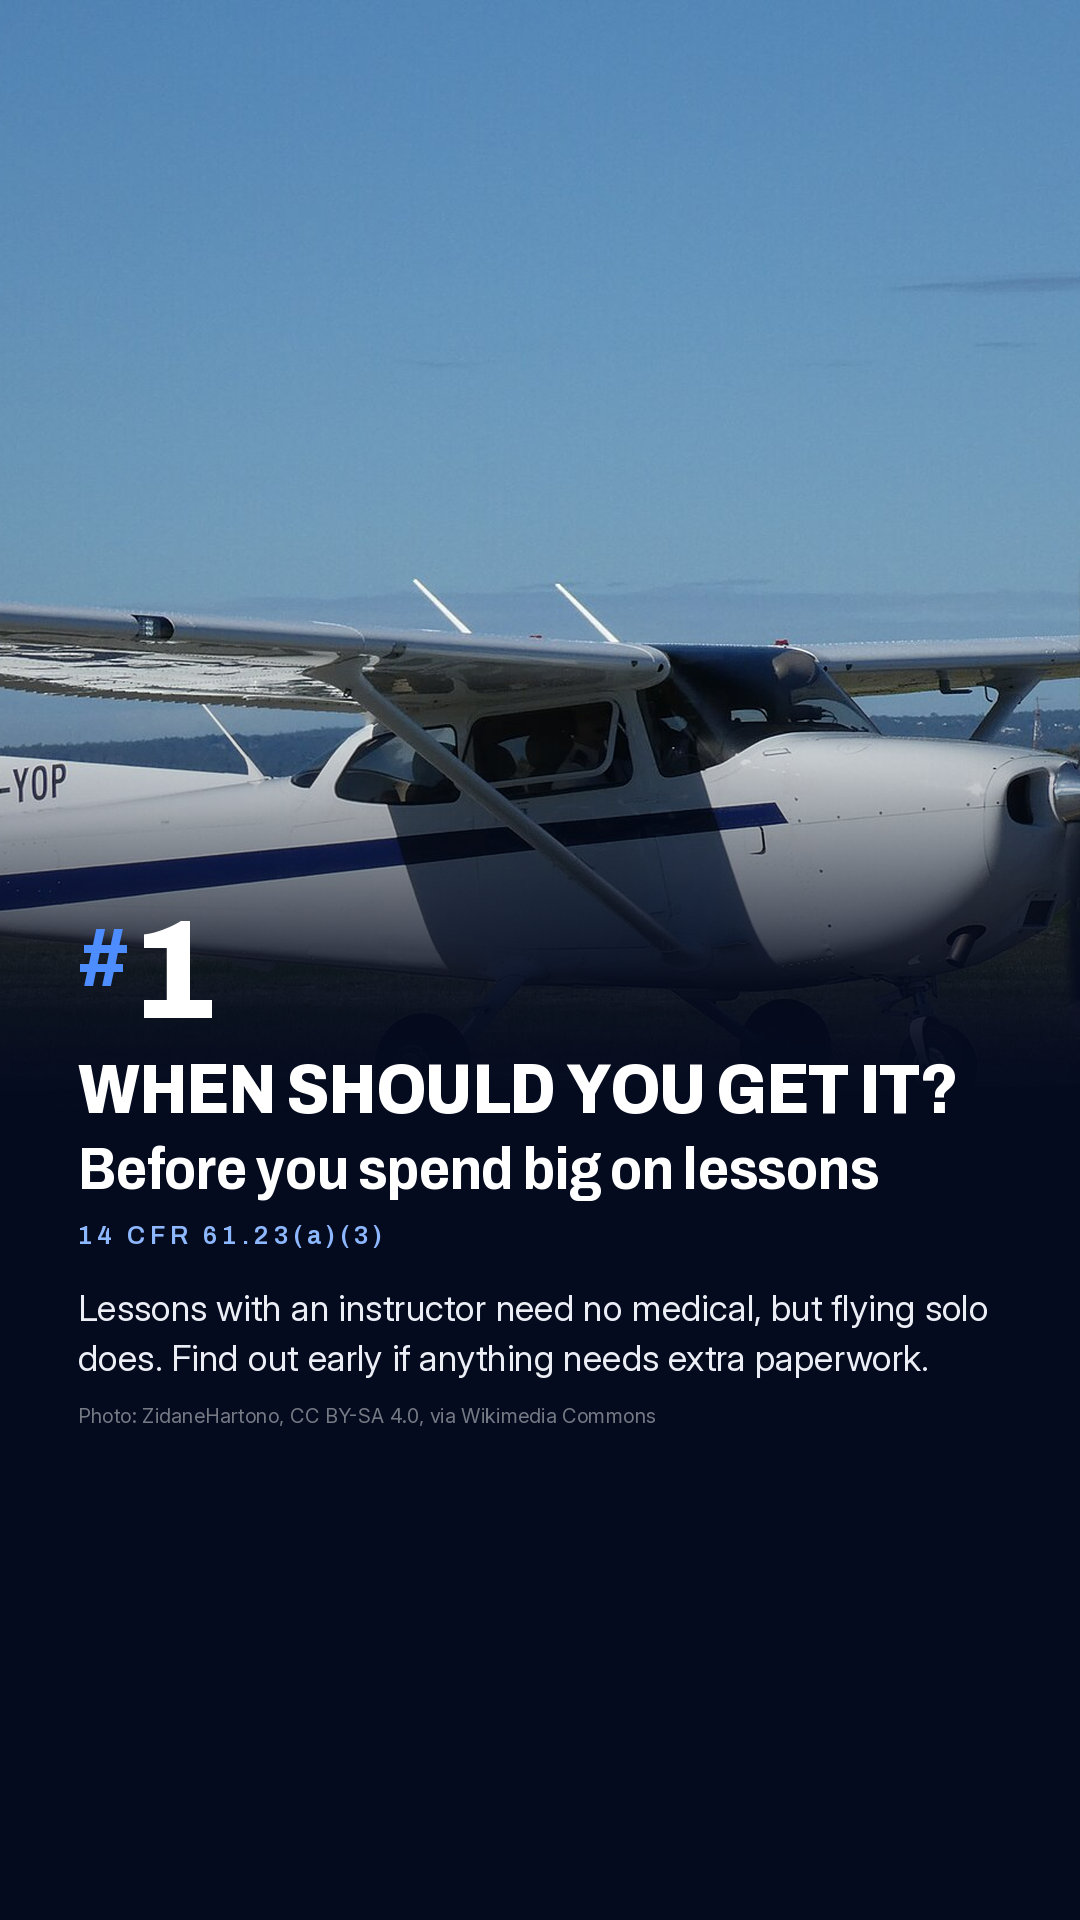 -YOP
#1
WHEN SHOULD YOU GET IT?
Before you spend big on lessons
14 CFR 61.23(a)(3)
Lessons with an instructor need no medical, but flying solo
does. Find out early if anything needs extra paperwork.
Photo: ZidaneHartono, CC BY-SA 4.0, via Wikimedia Commons